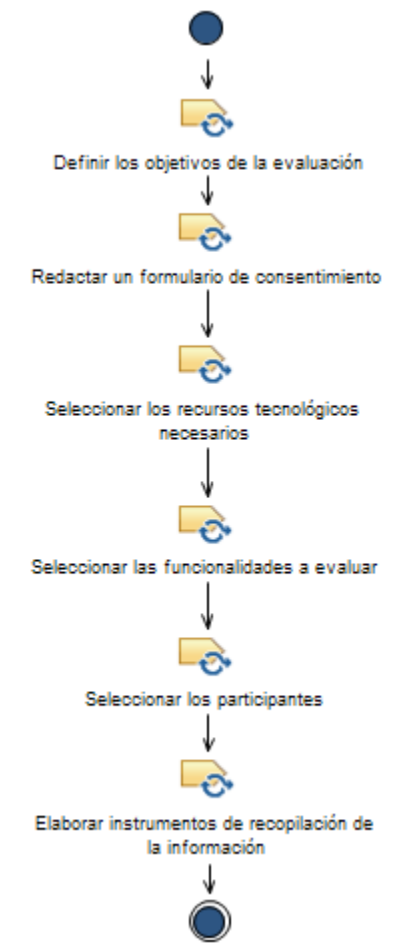 Definir los objetivos de la evaluación
Redactar un formulario de consentimiento
Seleccionar los recursos tecnológicos
necesarios
Seleccionar las funcionalidades a evaluar
Seleccionar los participantes
Elaborar instrumentos de recopilación de
la información